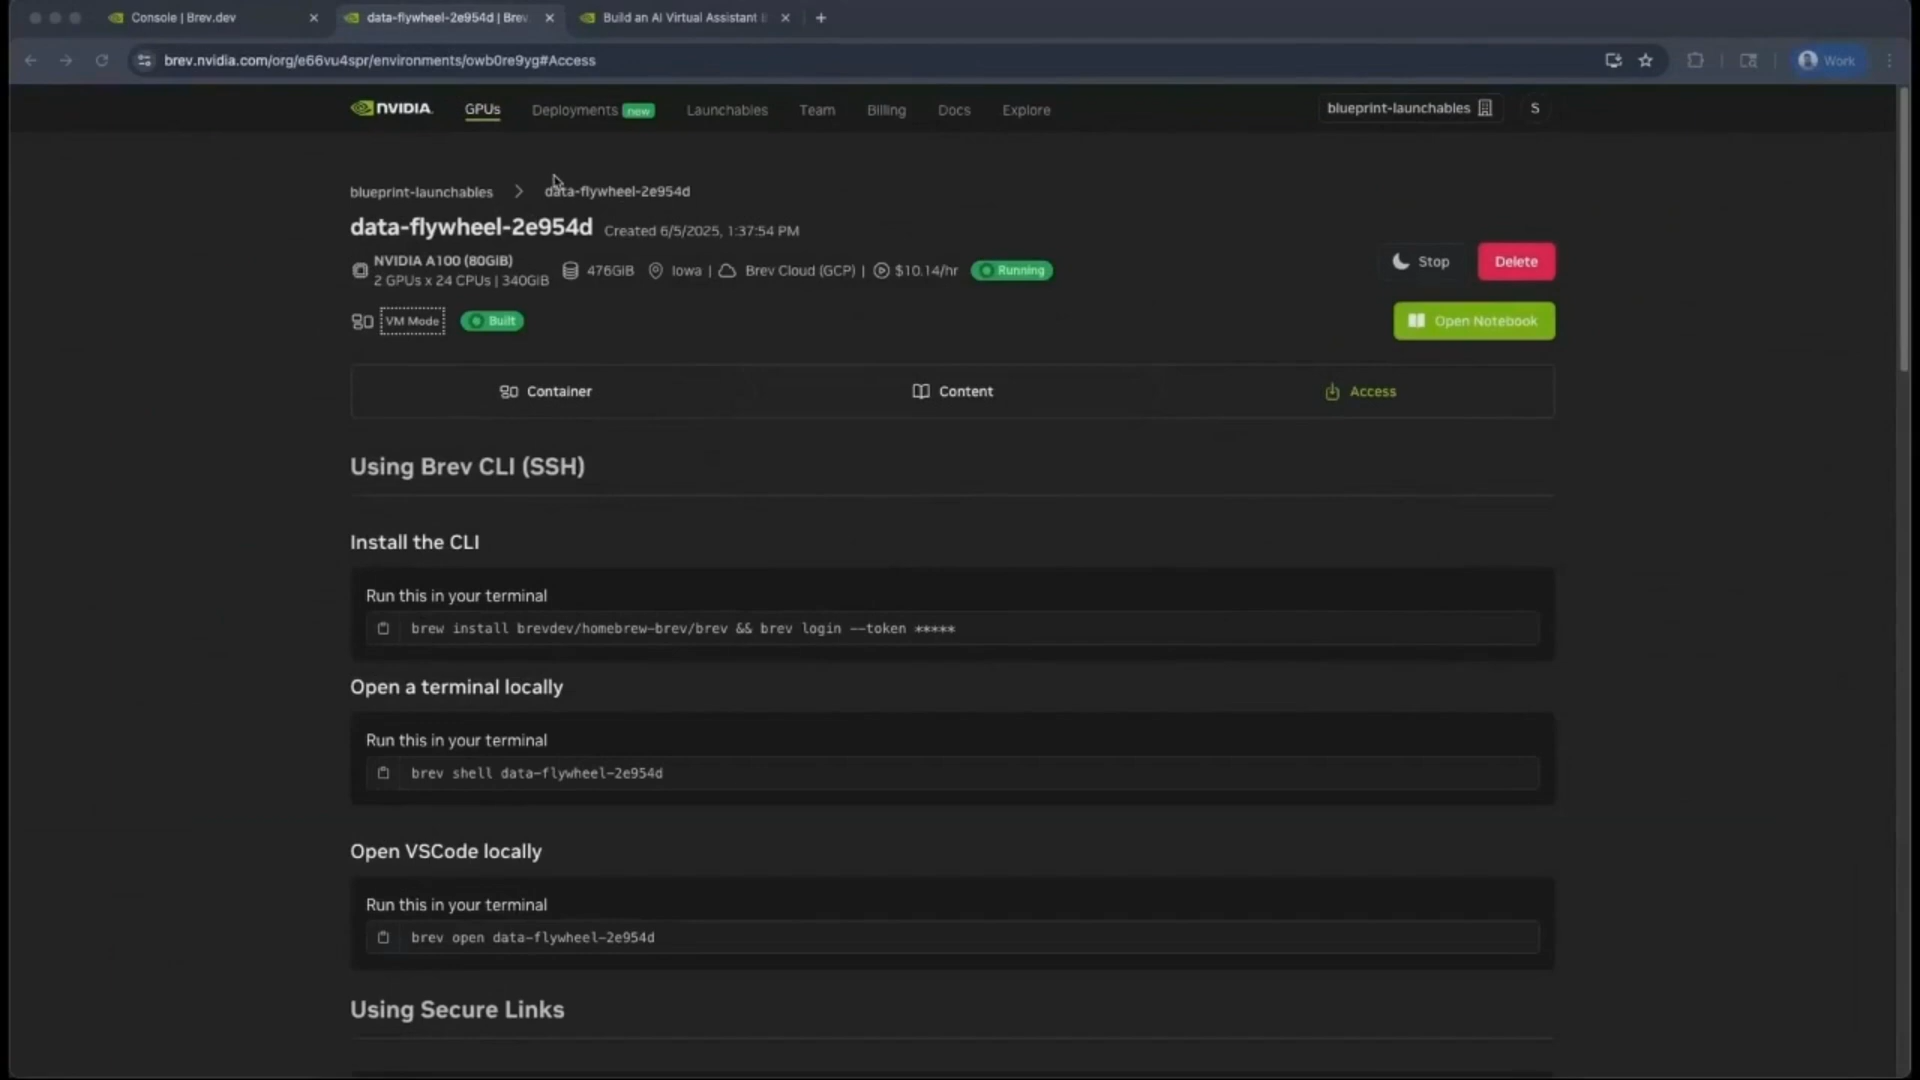 Console | Brev.dev
data-flywheel-2e954d | Brev
Build an AI Virtual Assistant
brev.nvidia.com/org/e66vu4spr/environments/owb0re9yg#Access
Work
NVIDIA.
GPUs
Deployments new
Launchables
Team
Billing
Docs
Explore
blueprint-launchables
S
blueprint-launchables > data-flywheel-2e954d
data-flywheel-2e954d Created 6/5/2025, 1:37:54 PM
NVIDIA A100 (80GiB)
2 GPUs x 24 CPUs | 340GiB
476GiB
Iowa |
Brev Cloud (GCP) |
$10.14/hr
Running
Stop
Delete
VM Mode
Built
Open Notebook
Container
Content
Access
Using Brev CLI (SSH)
Install the CLI
Run this in your terminal
brew install brevdev/homebrew-brev/brev && brev login --token *****
Open a terminal locally
Run this in your terminal
brev shell data-flywheel-2e954d
Open VSCode locally
Run this in your terminal
brev open data-flywheel-2e954d
Using Secure Links